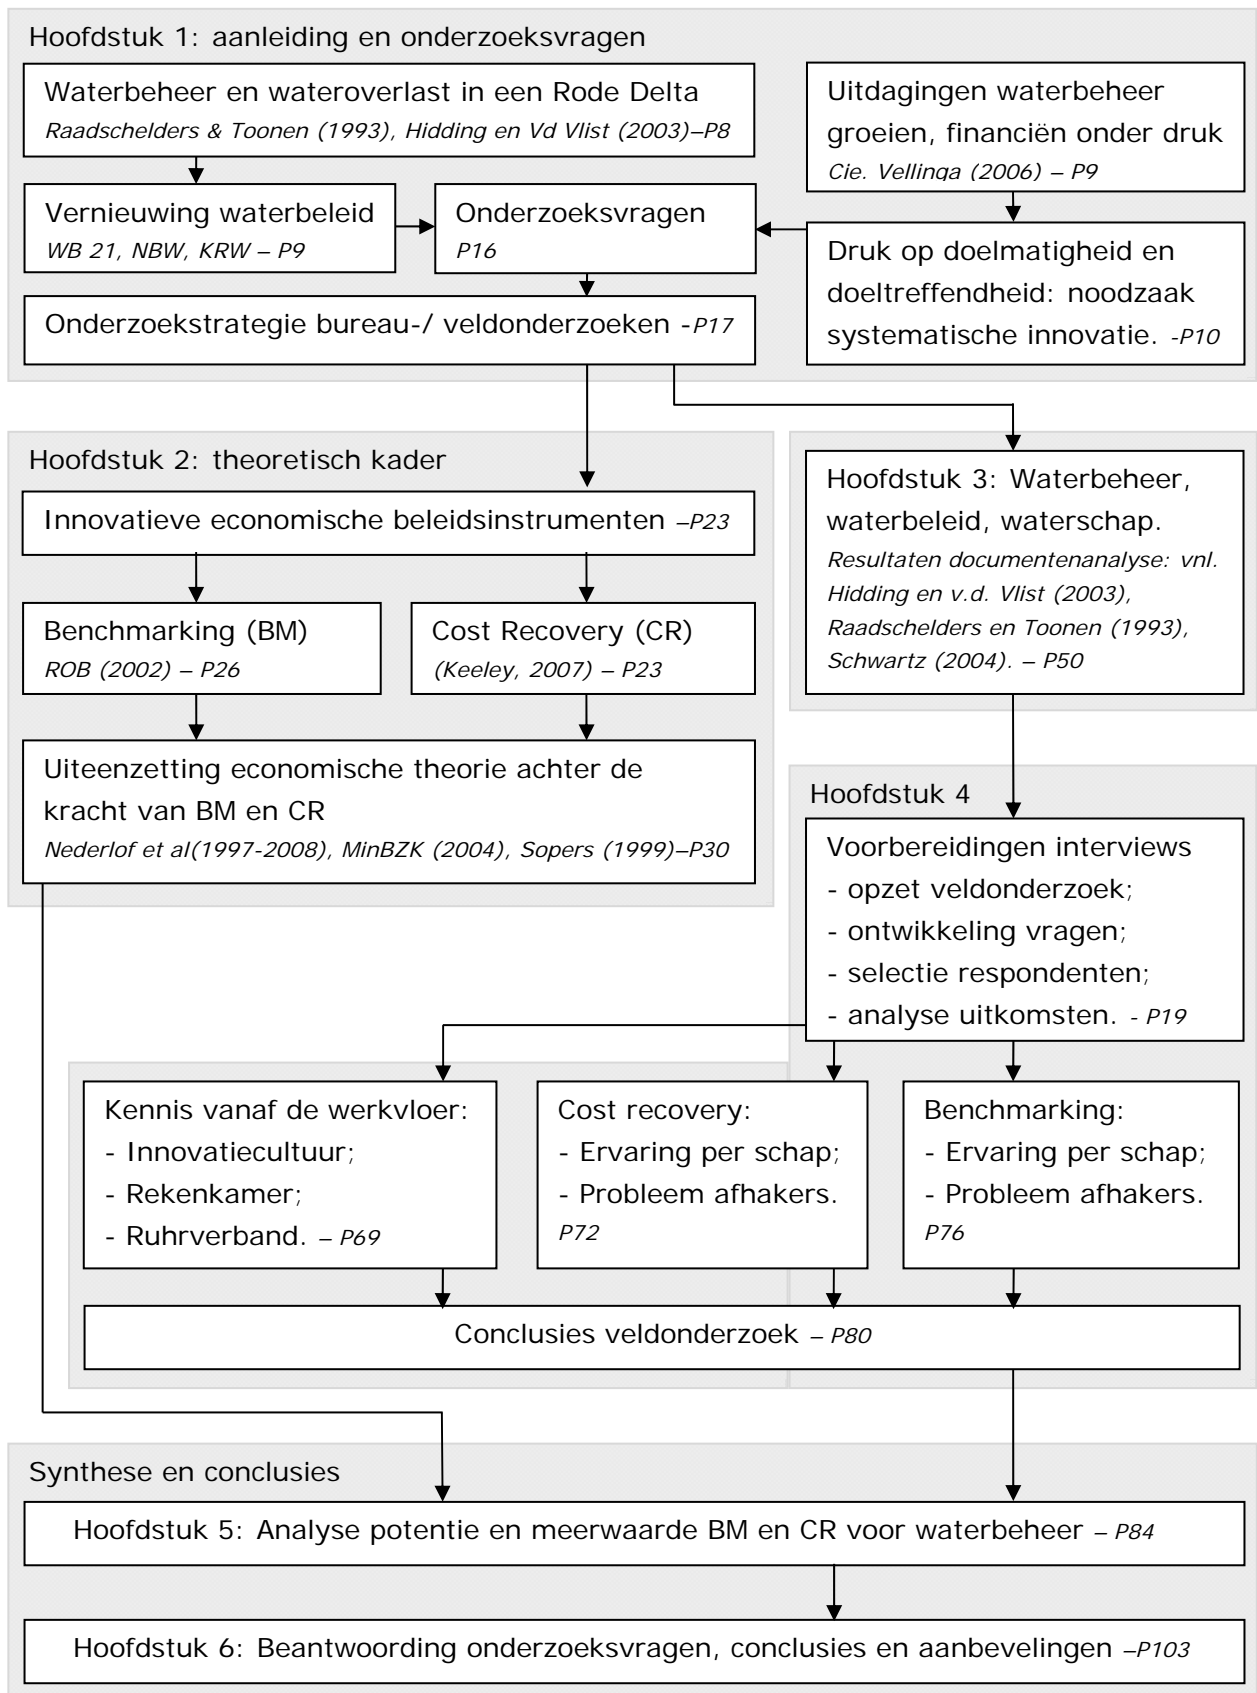 Hoofdstuk 1: aanleiding en onderzoeksvragen
Waterbeheer en wateroverlast in een Rode Delta
Raadschelders & Toonen (1993), Hidding en Vd Vlist (2003)–P8
Uitdagingen waterbeheer
groeien, financiën onder druk
Cie. Vellinga (2006) – P9
Vernieuwing waterbeleid
WB 21, NBW, KRW – P9
Onderzoeksvragen
P16
Druk op doelmatigheid en
doeltreffendheid: noodzaak
systematische innovatie. -P10
Onderzoekstrategie bureau-/ veldonderzoeken -P17
Hoofdstuk 2: theoretisch kader
Innovatieve economische beleidsinstrumenten –P23
Benchmarking (BM)
ROB (2002) – P26
Cost Recovery (CR)
(Keeley, 2007) – P23
Uiteenzetting economische theorie achter de
kracht van BM en CR
Nederlof et al(1997-2008), MinBZK (2004), Sopers (1999)–P30
Hoofdstuk 3: Waterbeheer,
waterbeleid, waterschap.
Resultaten documentenanalyse: vnl.
Hidding en v.d. Vlist (2003),
Raadschelders en Toonen (1993),
Schwartz (2004). – P50
Hoofdstuk 4
Voorbereidingen interviews
- opzet veldonderzoek;
- ontwikkeling vragen;
- selectie respondenten;
- analyse uitkomsten. - P19
Kennis vanaf de werkvloer:
- Innovatiecultuur;
- Rekenkamer;
- Ruhrverband. – P69
Cost recovery:
- Ervaring per schap;
- Probleem afhakers.
P72
Benchmarking:
- Ervaring per schap;
- Probleem afhakers.
P76
Conclusies veldonderzoek – P80
Synthese en conclusies
Hoofdstuk 5: Analyse potentie en meerwaarde BM en CR voor waterbeheer – P84
Hoofdstuk 6: Beantwoording onderzoeksvragen, conclusies en aanbevelingen –P103